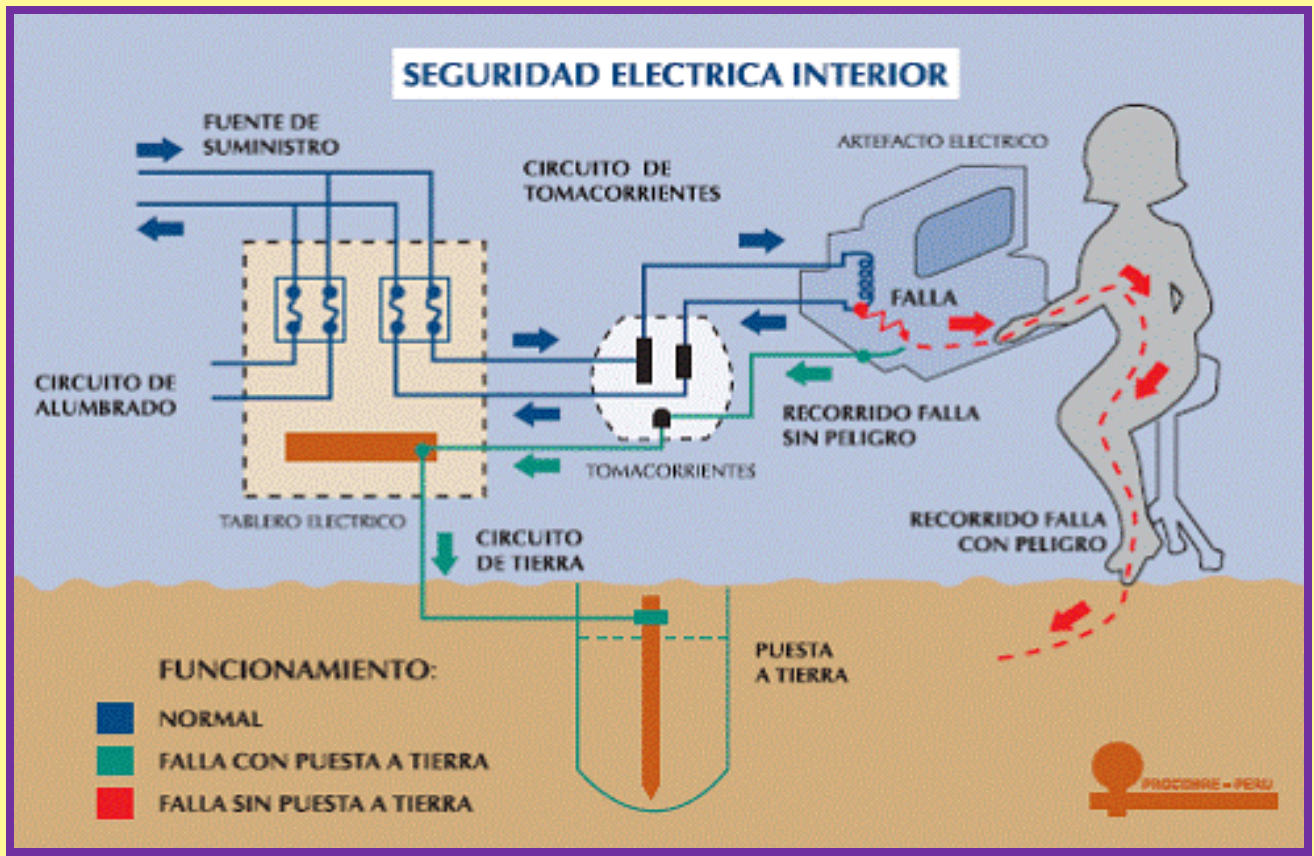 SEGURIDAD ELECTRICA INTERIOR
FUENTE DE
SUMINISTRO
CIRCUITO DE
TOMACORRIENTES
ARTEFACTO ELECTRICO
FALLA
CIRCUITO DE
ALUMBRADO
RECORRIDO FALLA
SIN PELIGRO
TOMACORRIENTES
TABLERO ELECTRICO
CIRCUITO
DE TIERRA
RECORRIDO FALLA
CON PELIGRO
PUESTA
A TIERRA
FUNCIONAMIENTO:
NORMAL
FALLA CON PUESTA A TIERRA
FALLA SIN PUESTA A TIERRA
PROCOBRE - PERU